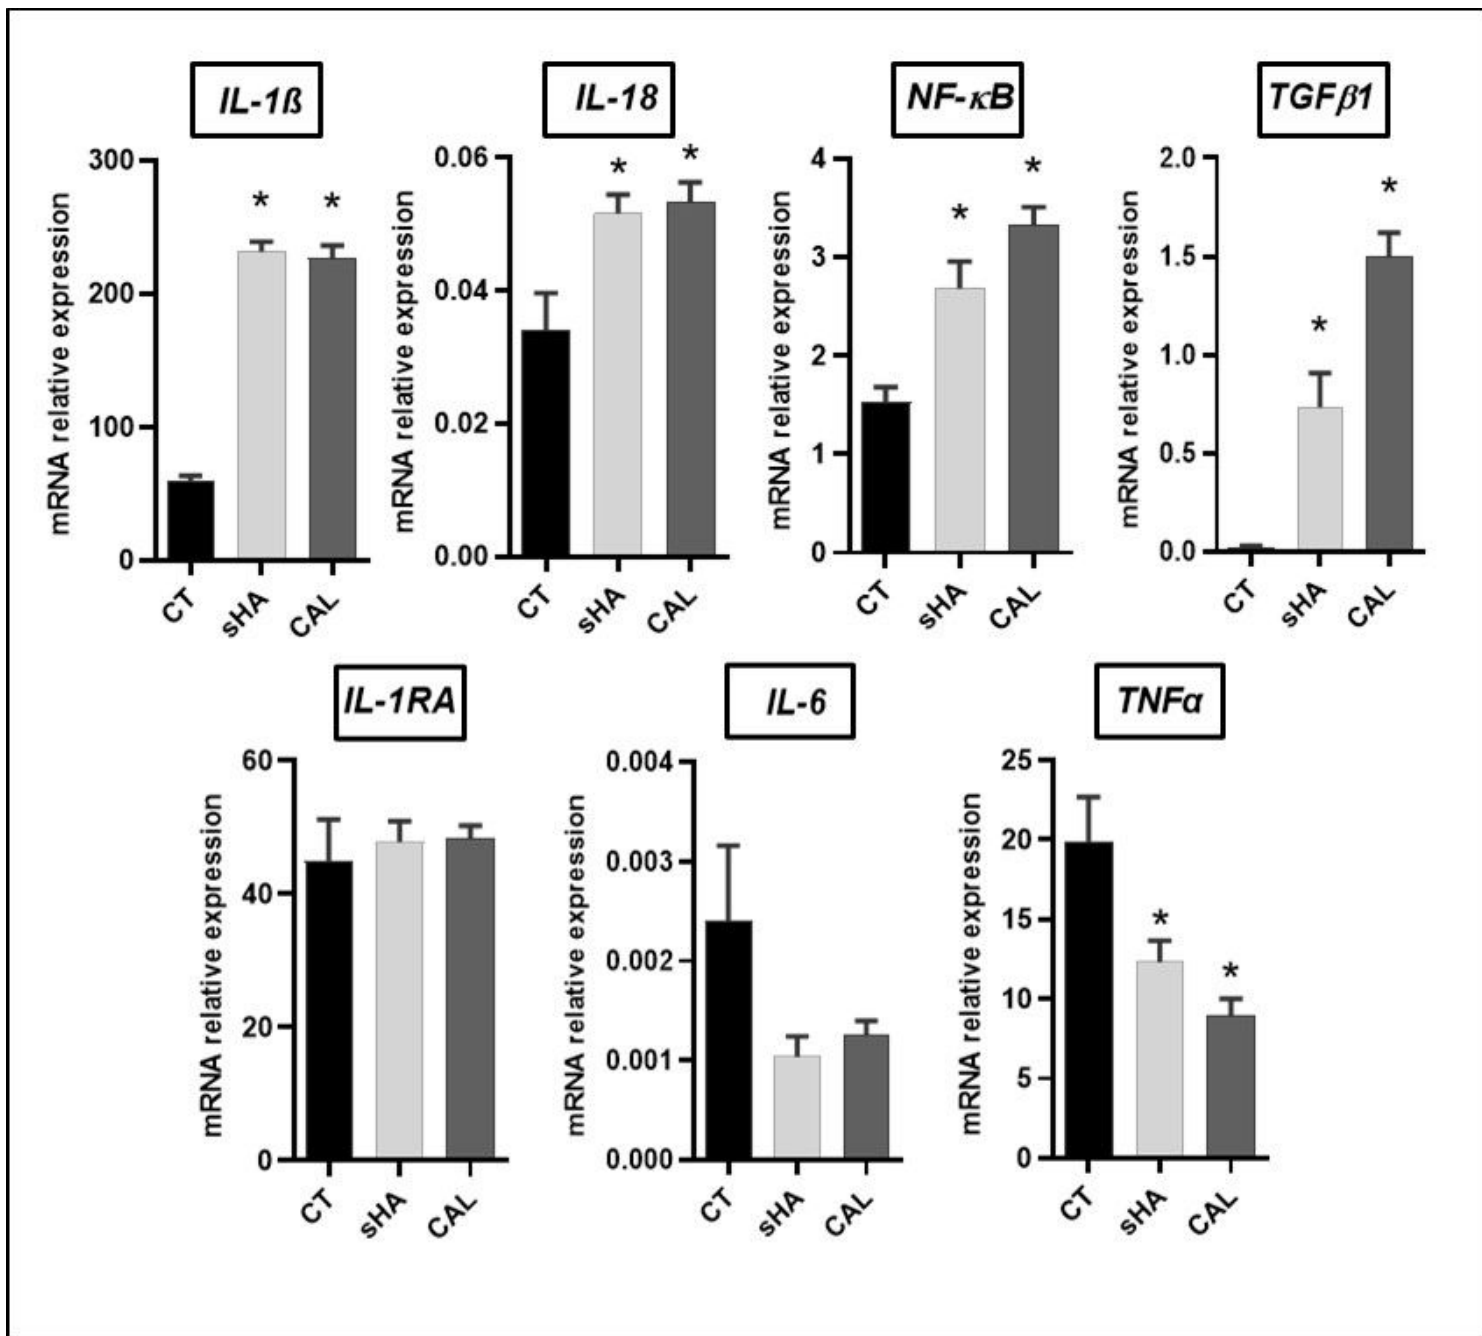 IL-1ß
IL-18
NF-κB
TGFβ1
mRNA relative expression
300
200
100
0
*
*
CT
sHA
CAL
mRNA relative expression
0.06
0.04
0.02
0.00
*
*
CT
sHA
CAL
mRNA relative expression
4
3
2
1
0
*
*
CT
sHA
CAL
mRNA relative expression
2.0
1.5
1.0
0.5
0.0
*
*
CT
sHA
CAL
IL-1RA
IL-6
TNFα
mRNA relative expression
60
40
20
0
CT
sHA
CAL
mRNA relative expression
0.004
0.003
0.002
0.001
0.000
CT
sHA
CAL
mRNA relative expression
25
20
15
10
5
0
*
*
CT
sHA
CAL